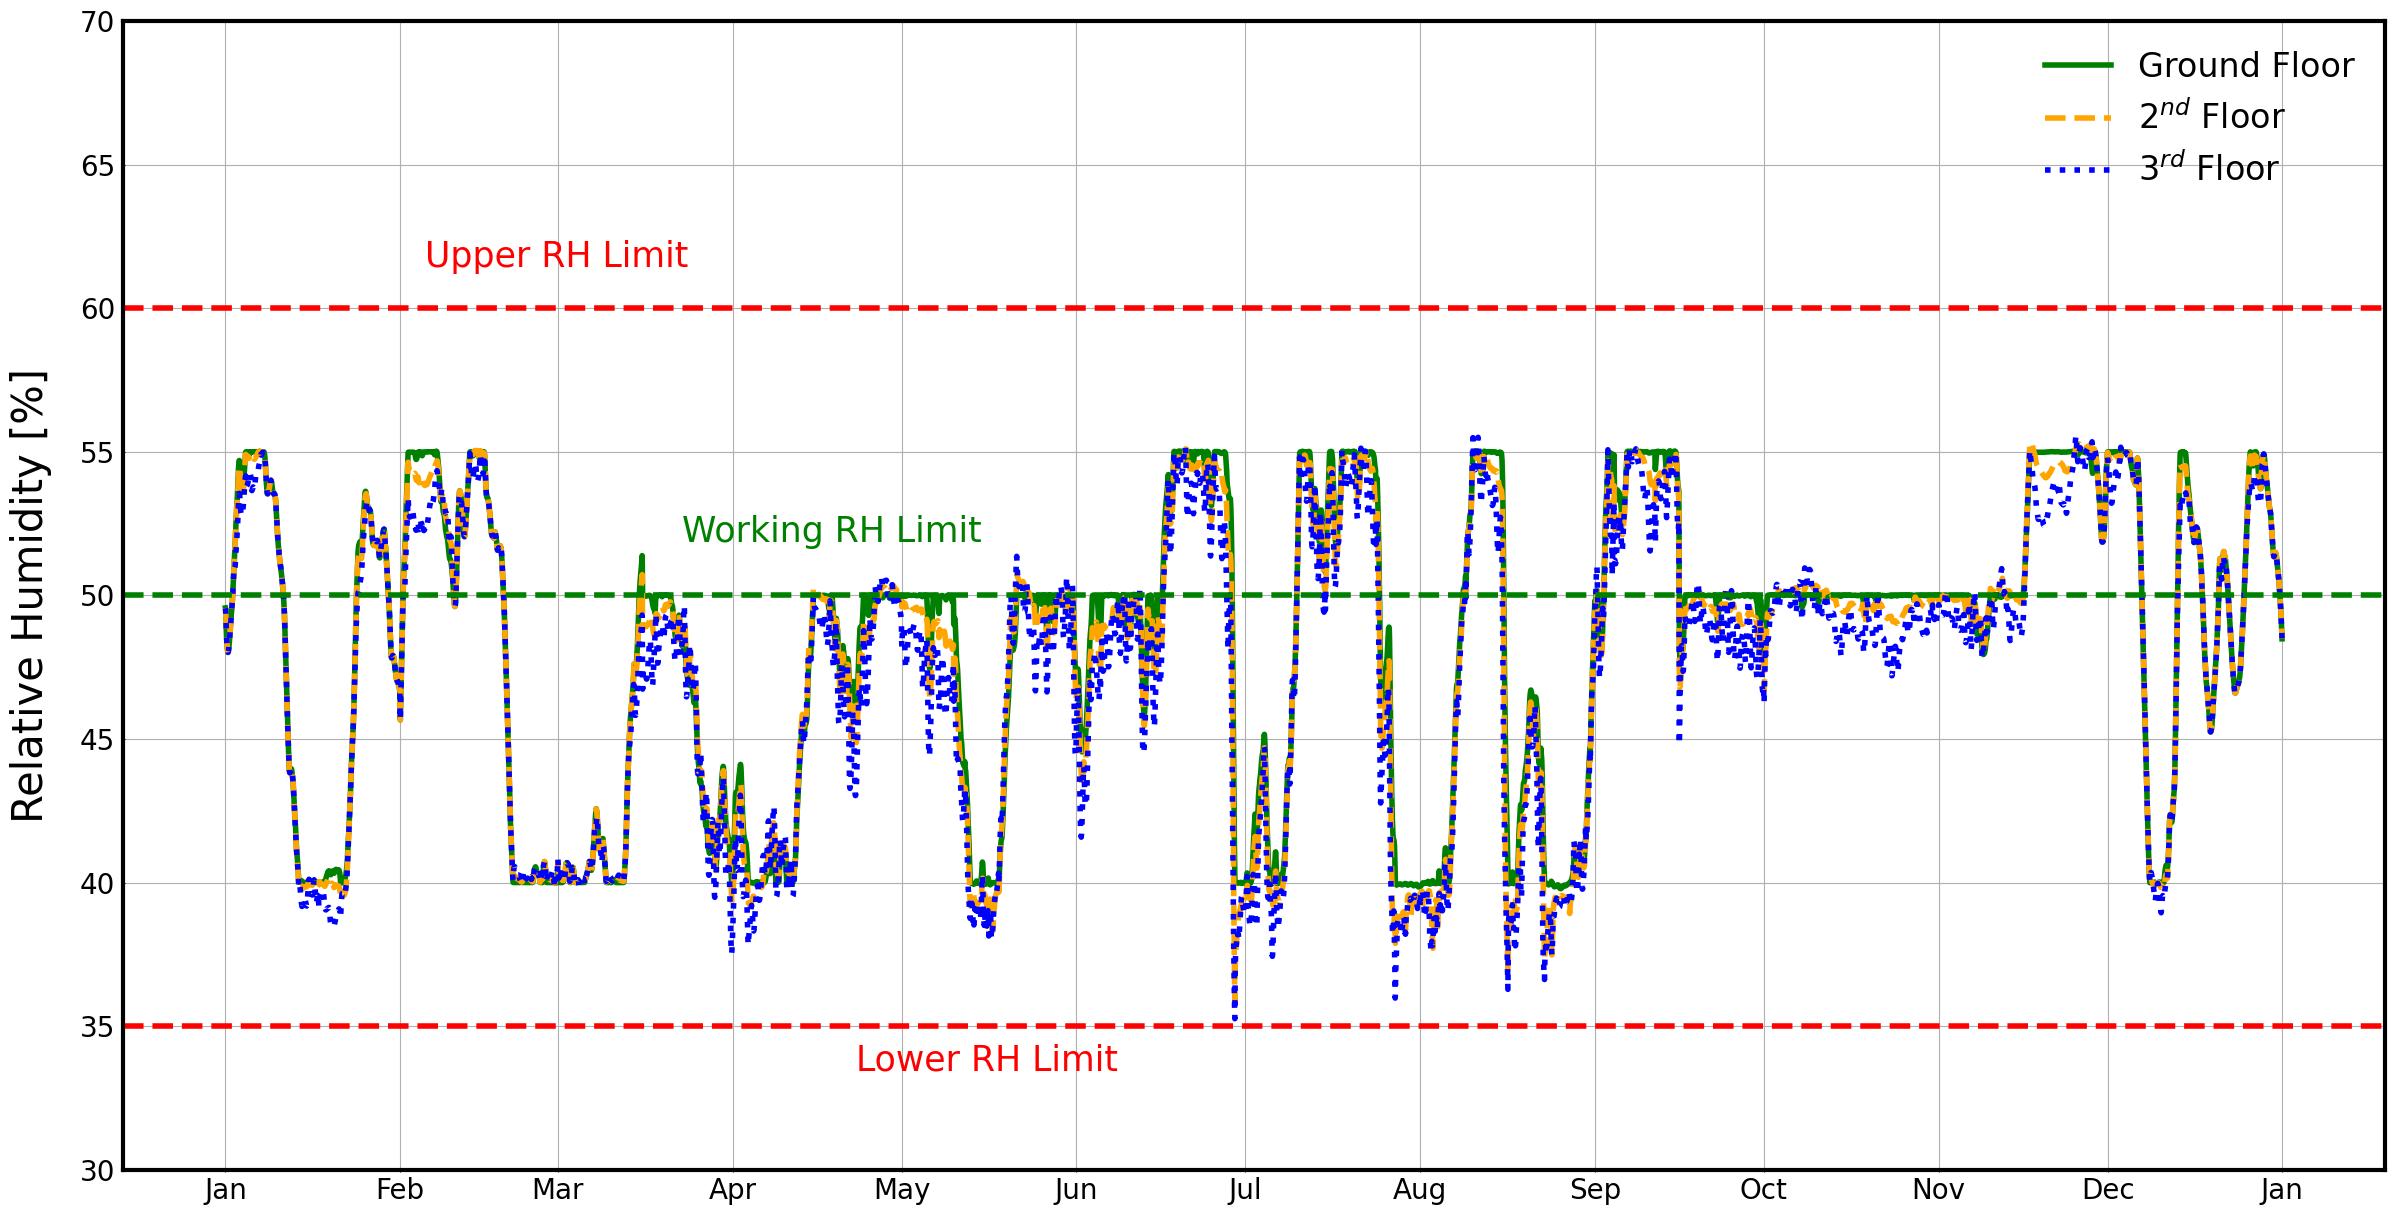 Relative Humidity [%]
70
65
60
55
50
45
40
35
30
Ground Floor
2nd Floor
3rd Floor
Upper RH Limit
Working RH Limit
Lower RH Limit
Jan Feb Mar Apr May Jun Jul Aug Sep Oct Nov Dec Jan